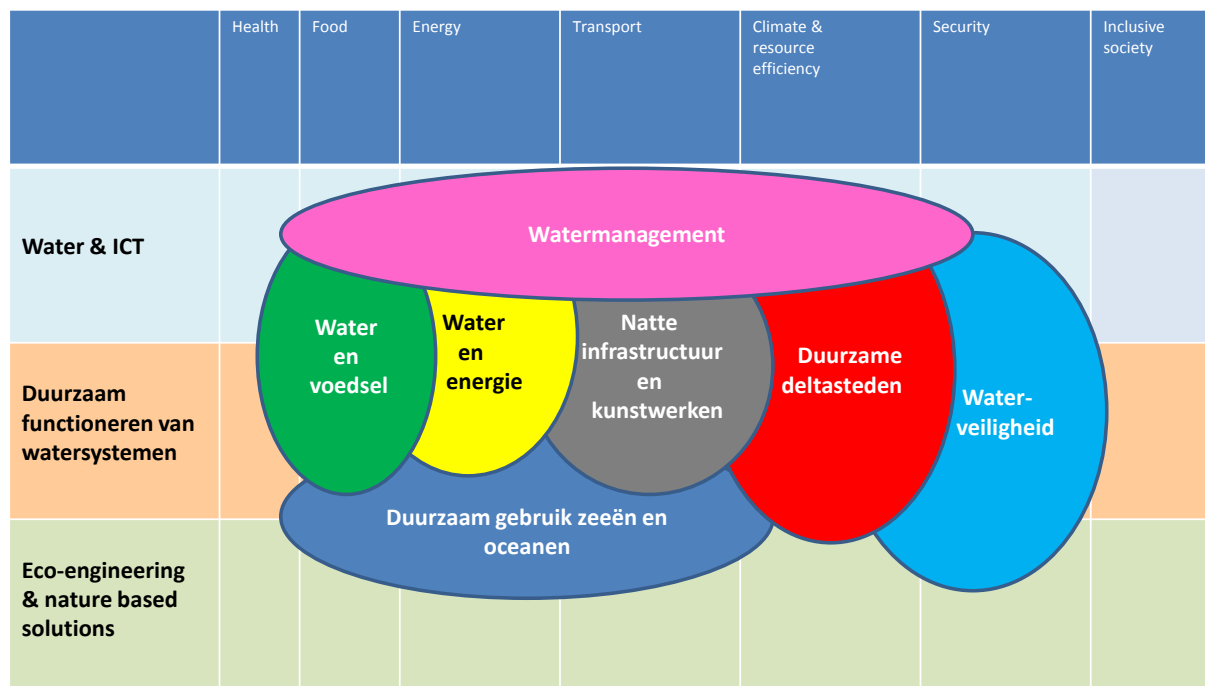 Health
Food
Energy
Transport
Climate &
resource
efficiency
Security
Inclusive
society
Water & ICT
Watermanagement
Water
en
voedsel
Water
en
energie
Natte
infrastructuur
en
kunstwerken
Duurzame
deltasteden
Water-
veiligheid
Duurzaam
functioneren van
watersystemen
Duurzaam gebruik zeeën en
oceanen
Eco-engineering
& nature based
solutions